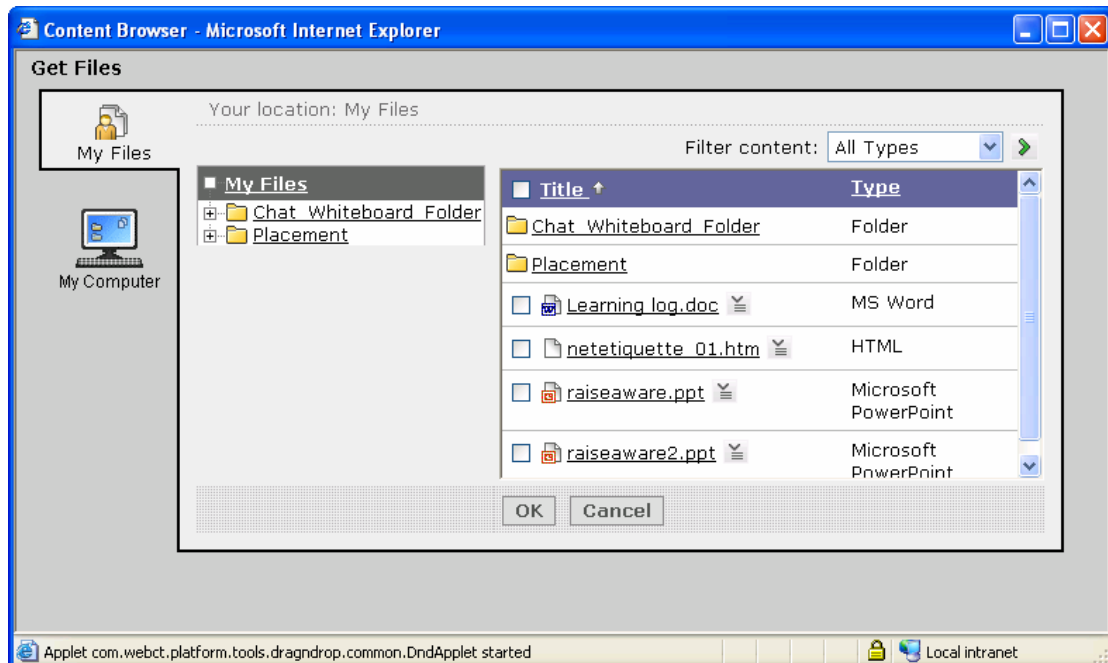 Content Browser - Microsoft Internet Explorer
Get Files
My Files
My Computer
Your location: My Files
Filter content: All Types
My Files
Chat_Whiteboard_Folder
Placement
Title Type
Chat_Whiteboard_Folder Folder
Placement Folder
Learning log.doc MS Word
netetiquette_01.htm HTML
raiseaware.ppt Microsoft
PowerPoint
raiseaware2.ppt Microsoft
PowerPoint
OK Cancel
Applet com.webct.platform.tools.dragndrop.common.DndApplet started Local intranet